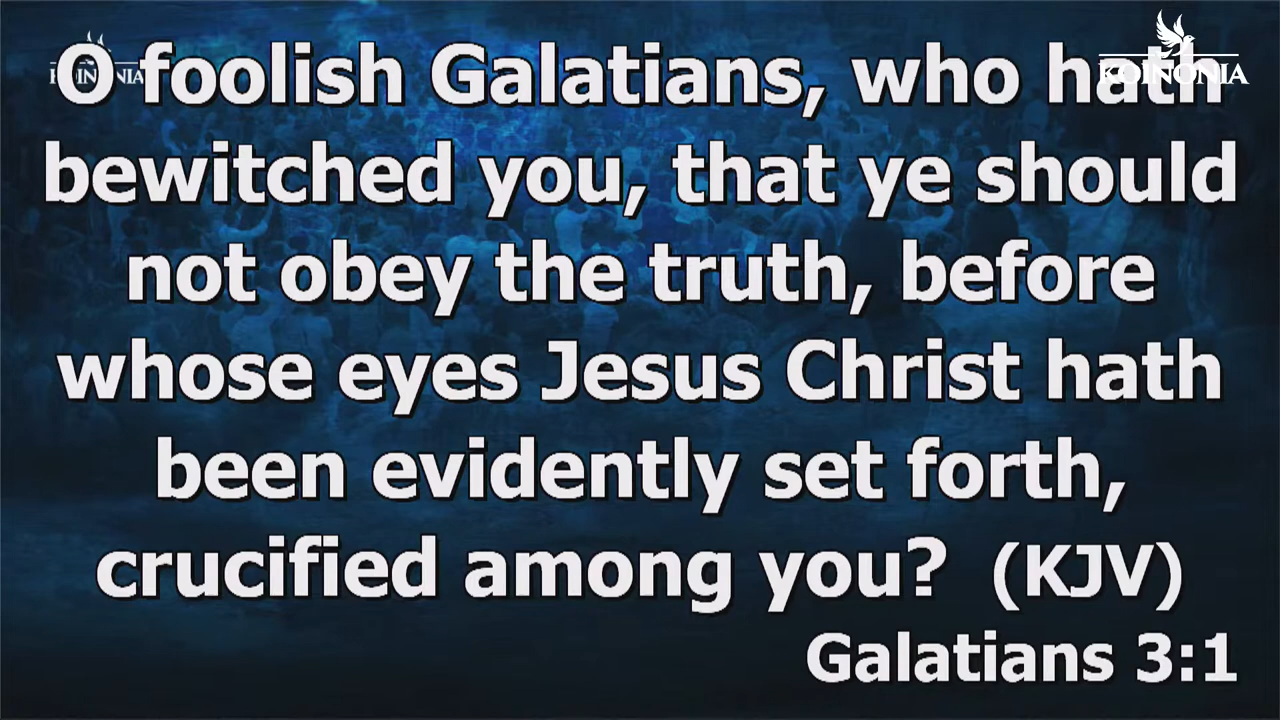 KOINONIA
KOINONIA
O foolish Galatians, who hath
bewitched you, that ye should
not obey the truth, before
whose eyes Jesus Christ hath
been evidently set forth,
crucified among you? (KJV)
Galatians 3:1